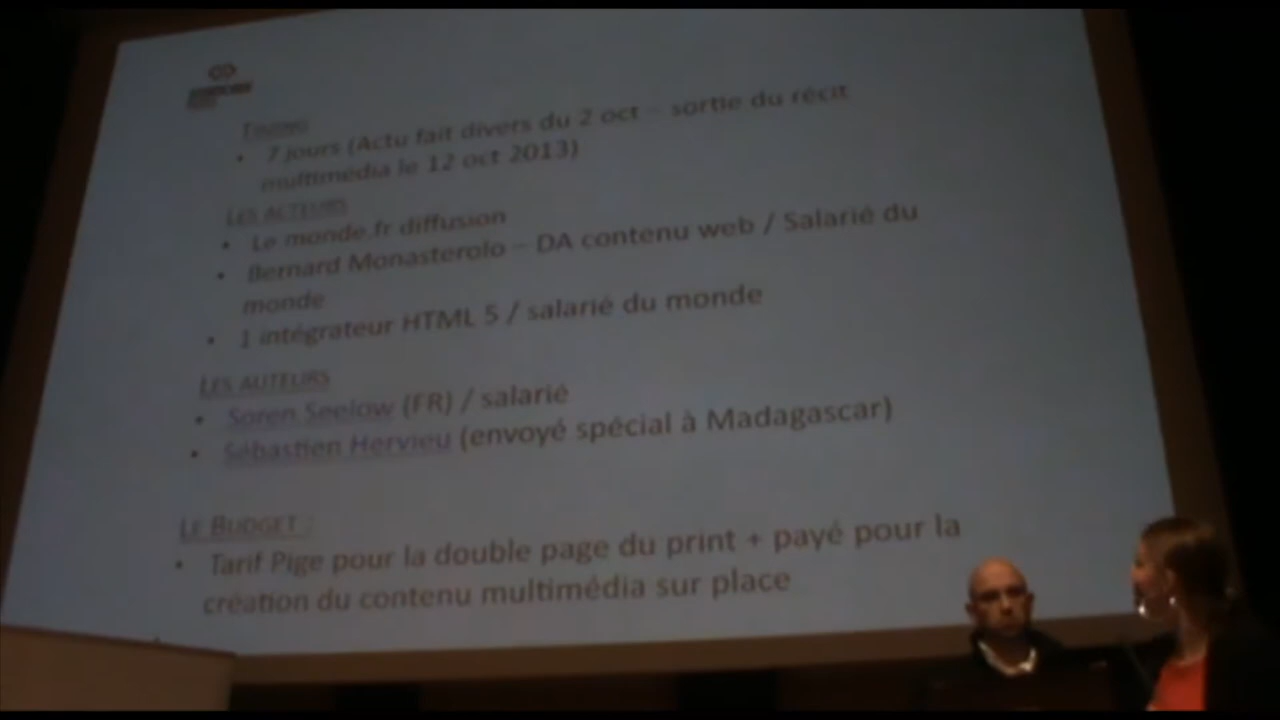 Timing
• 7 jours (Actu fait divers du 2 oct – sortie du récit
multimédia le 12 oct 2013)
LES ACTEURS
• Le monde.fr diffusion
• Bernard Monasterolo – DA contenu web / Salarié du
monde
• 1 intégrateur HTML 5 / salarié du monde
LES AUTEURS
• Soren Seelow (FR) / salarié
• Sébastien Hervieu (envoyé spécial à Madagascar)
LE BUDGET :
• Tarif Pige pour la double page du print + payé pour la
création du contenu multimédia sur place